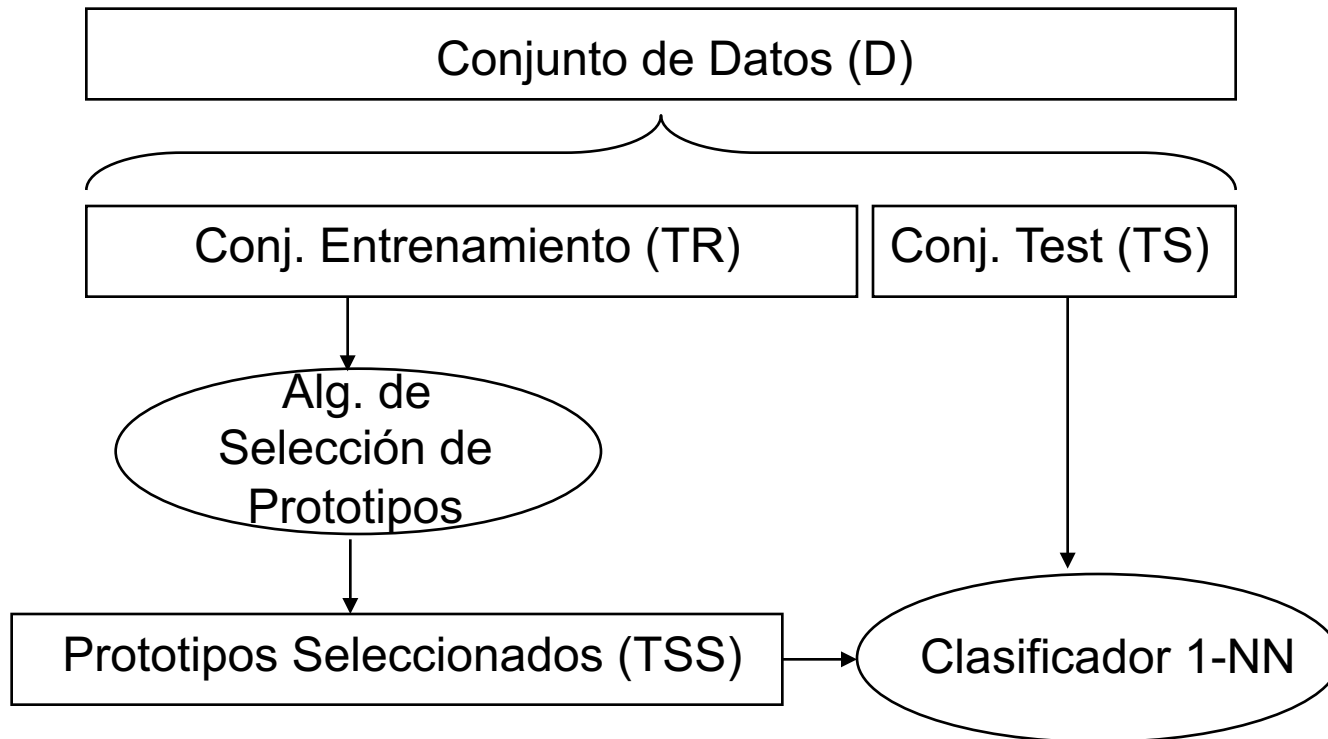 Conjunto de Datos (D)
Conj. Entrenamiento (TR)
Conj. Test (TS)
Alg. de
Selección de
Prototipos
Prototipos Seleccionados (TSS)
Clasificador 1-NN